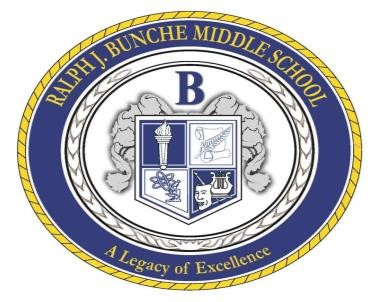 RALPH J. BUNCHE MIDDLE SCHOOL
B
A Legacy of Excellence